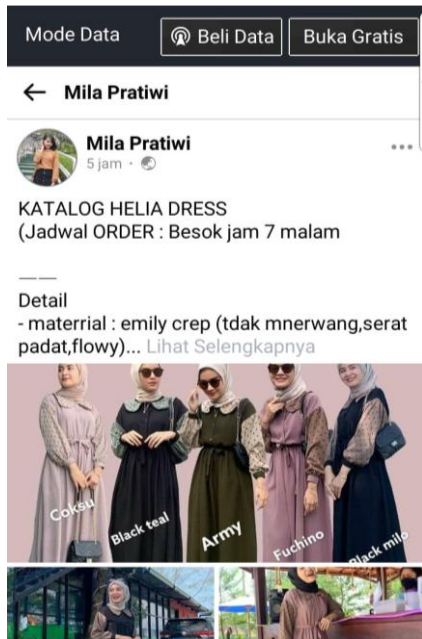 Mode Data
Beli Data
Buka Gratis
Mila Pratiwi
Mila Pratiwi
5 jam ·
KATALOG HELIA DRESS
(Jadwal ORDER : Besok jam 7 malam
——
Detail
- materrial : emily crep (tdak mnerwang,serat
padat,flowy)... Lihat Selengkapnya
Coksu
Black teal
Army
Fuchino
Black milo